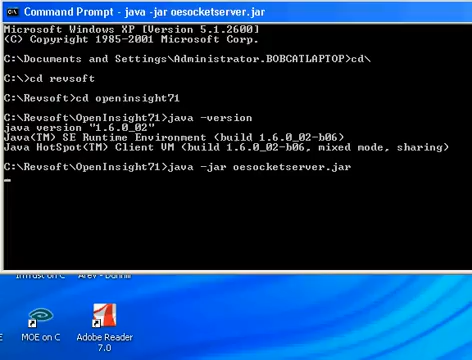 Command Prompt - java -jar oesocketserver.jar
Microsoft Windows XP [Version 5.1.2600]
(C) Copyright 1985-2001 Microsoft Corp.
C:\Documents and Settings\Administrator.BOBCATLAPTOP>cd\
C:\>cd revsoft
C:\Revsoft>cd openinsight71
C:\Revsoft\OpenInsight71>java -version
java version "1.6.0_02"
Java(TM) SE Runtime Environment (build 1.6.0_02-b06)
Java HotSpot(TM) Client VM (build 1.6.0_02-b06, mixed mode, sharing)
C:\Revsoft\OpenInsight71>java -jar oesocketserver.jar
MOE on C
Adobe Reader
7.0